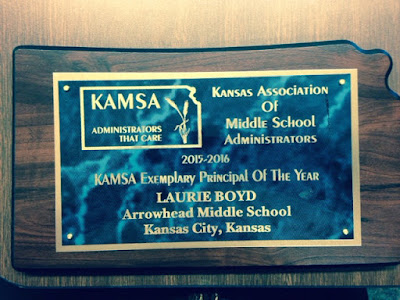 KAMSA
ADMINISTRATORS
THAT CARE
KANSAS ASSOCIATION
OF
MIDDLE SCHOOL
ADMINISTRATORS
2015-2016
KAMSA EXEMPLARY PRINCIPAL OF THE YEAR
LAURIE BOYD
Arrowhead Middle School
Kansas City, Kansas